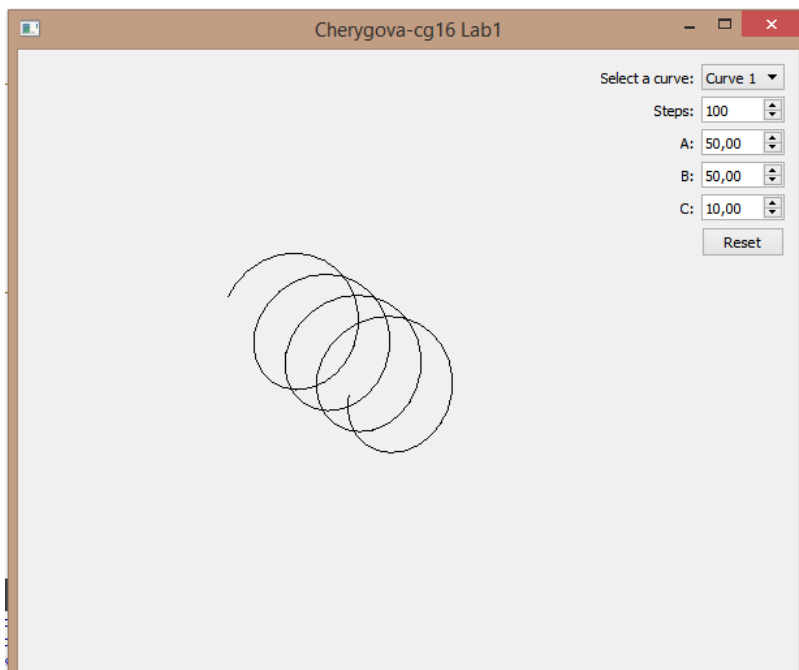 Cherygova-cg16 Lab1
Select a curve: Curve 1
Steps: 100
A: 50,00
B: 50,00
C: 10,00
Reset